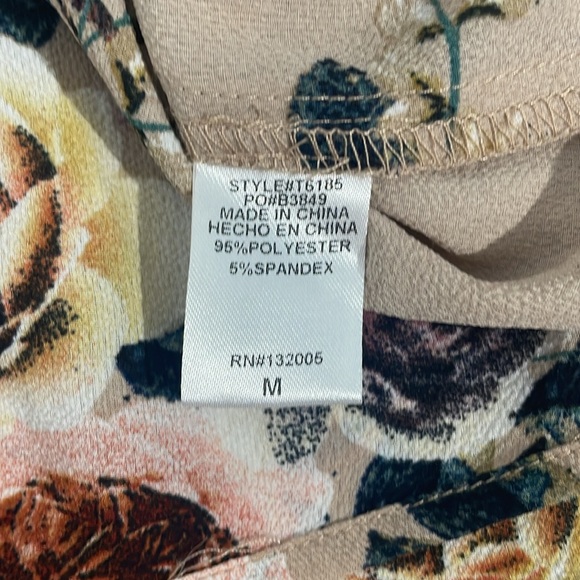 STYLE#T6185
PO#B3849
MADE IN CHINA
HECHO EN CHINA
95%POLYESTER
5%SPANDEX
RN#132005
M